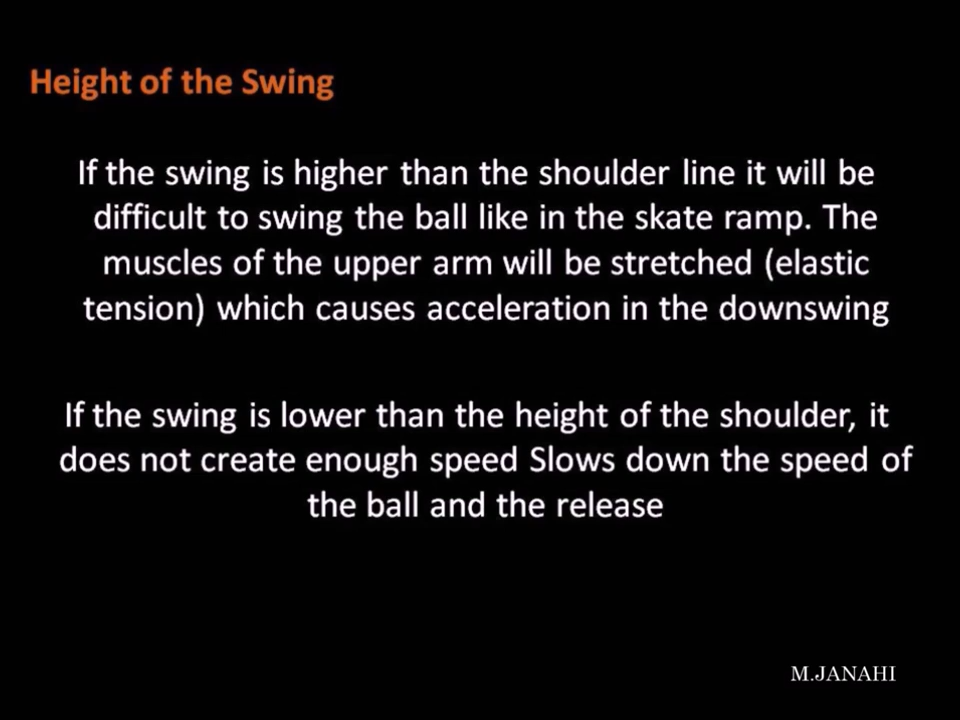 Height of the Swing
If the swing is higher than the shoulder line it will be
difficult to swing the ball like in the skate ramp. The
muscles of the upper arm will be stretched (elastic
tension) which causes acceleration in the downswing
If the swing is lower than the height of the shoulder, it
does not create enough speed Slows down the speed of
the ball and the release
M.JANAHI